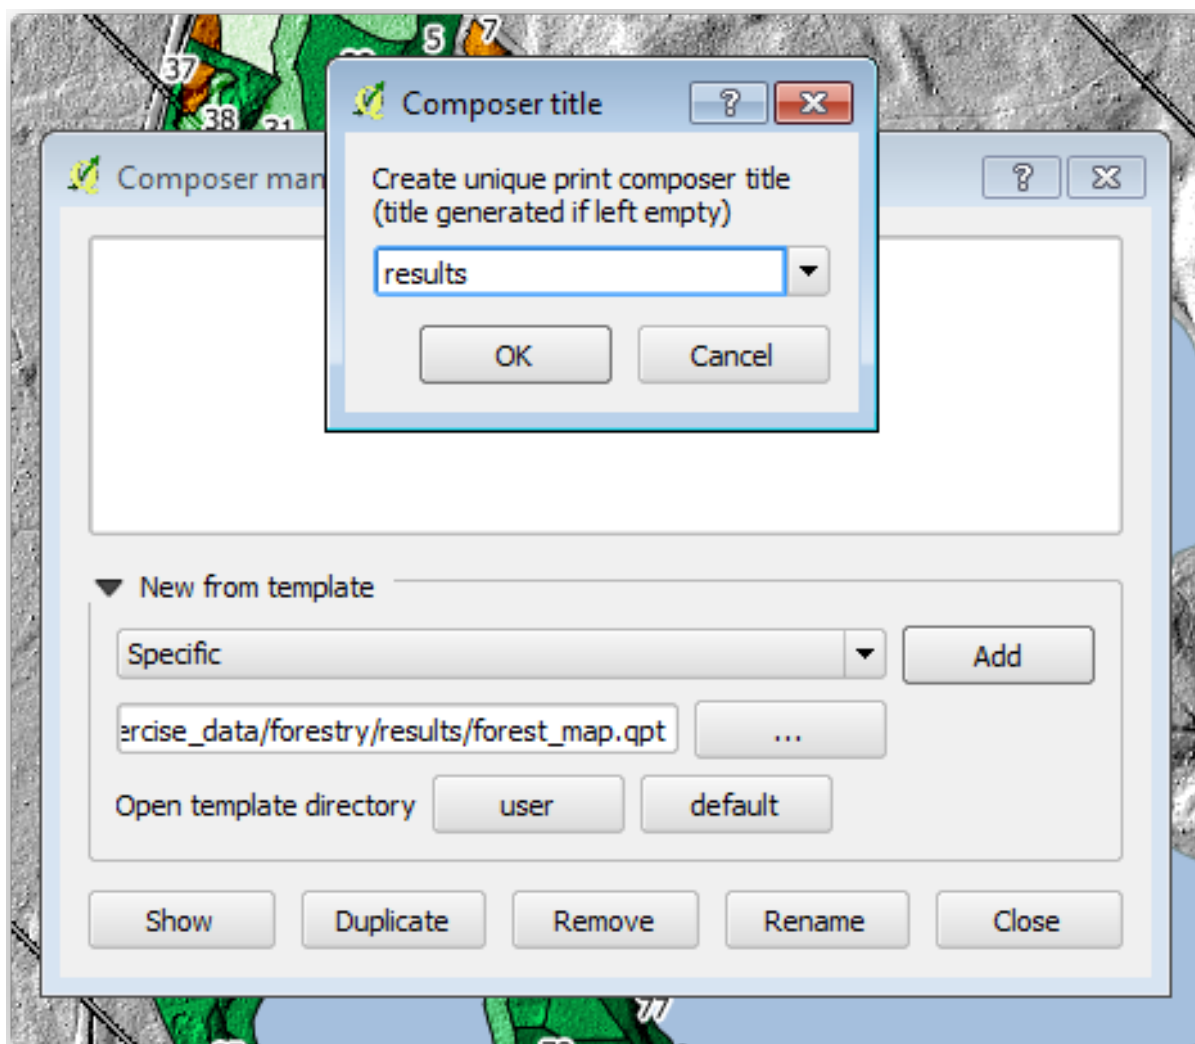 5
7
37
38
31
Composer title
Composer man
Create unique print composer title
(title generated if left empty)
results
OK
Cancel
New from template
Specific
Add
ercise_data/forestry/results/forest_map.qpt
...
Open template directory
user
default
Show
Duplicate
Remove
Rename
Close